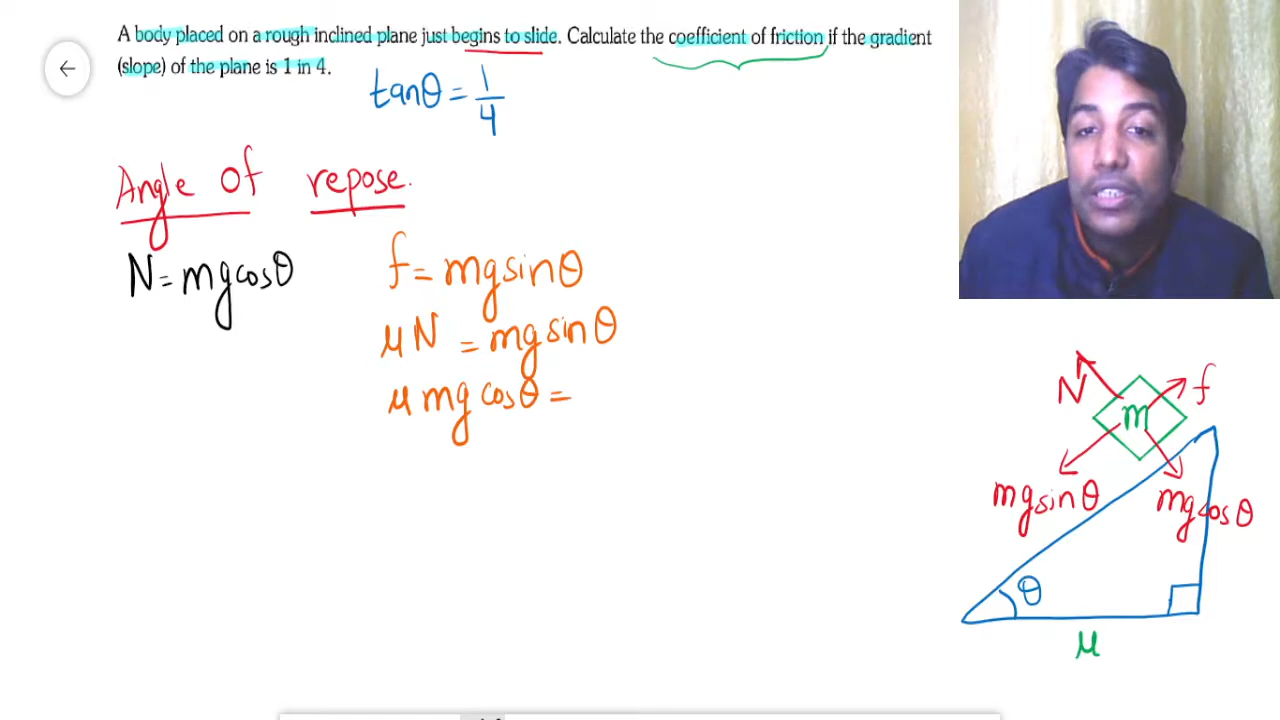 A body placed on a rough inclined plane just begins to slide. Calculate the coefficient of friction if the gradient
(slope) of the plane is 1 in 4.
tanθ = 1/4
Angle of repose.
N = mg cosθ
f = mg sinθ
μ N = mg sinθ
μ mg cosθ =
N
f
m
mg sinθ
mg cosθ
θ
μ